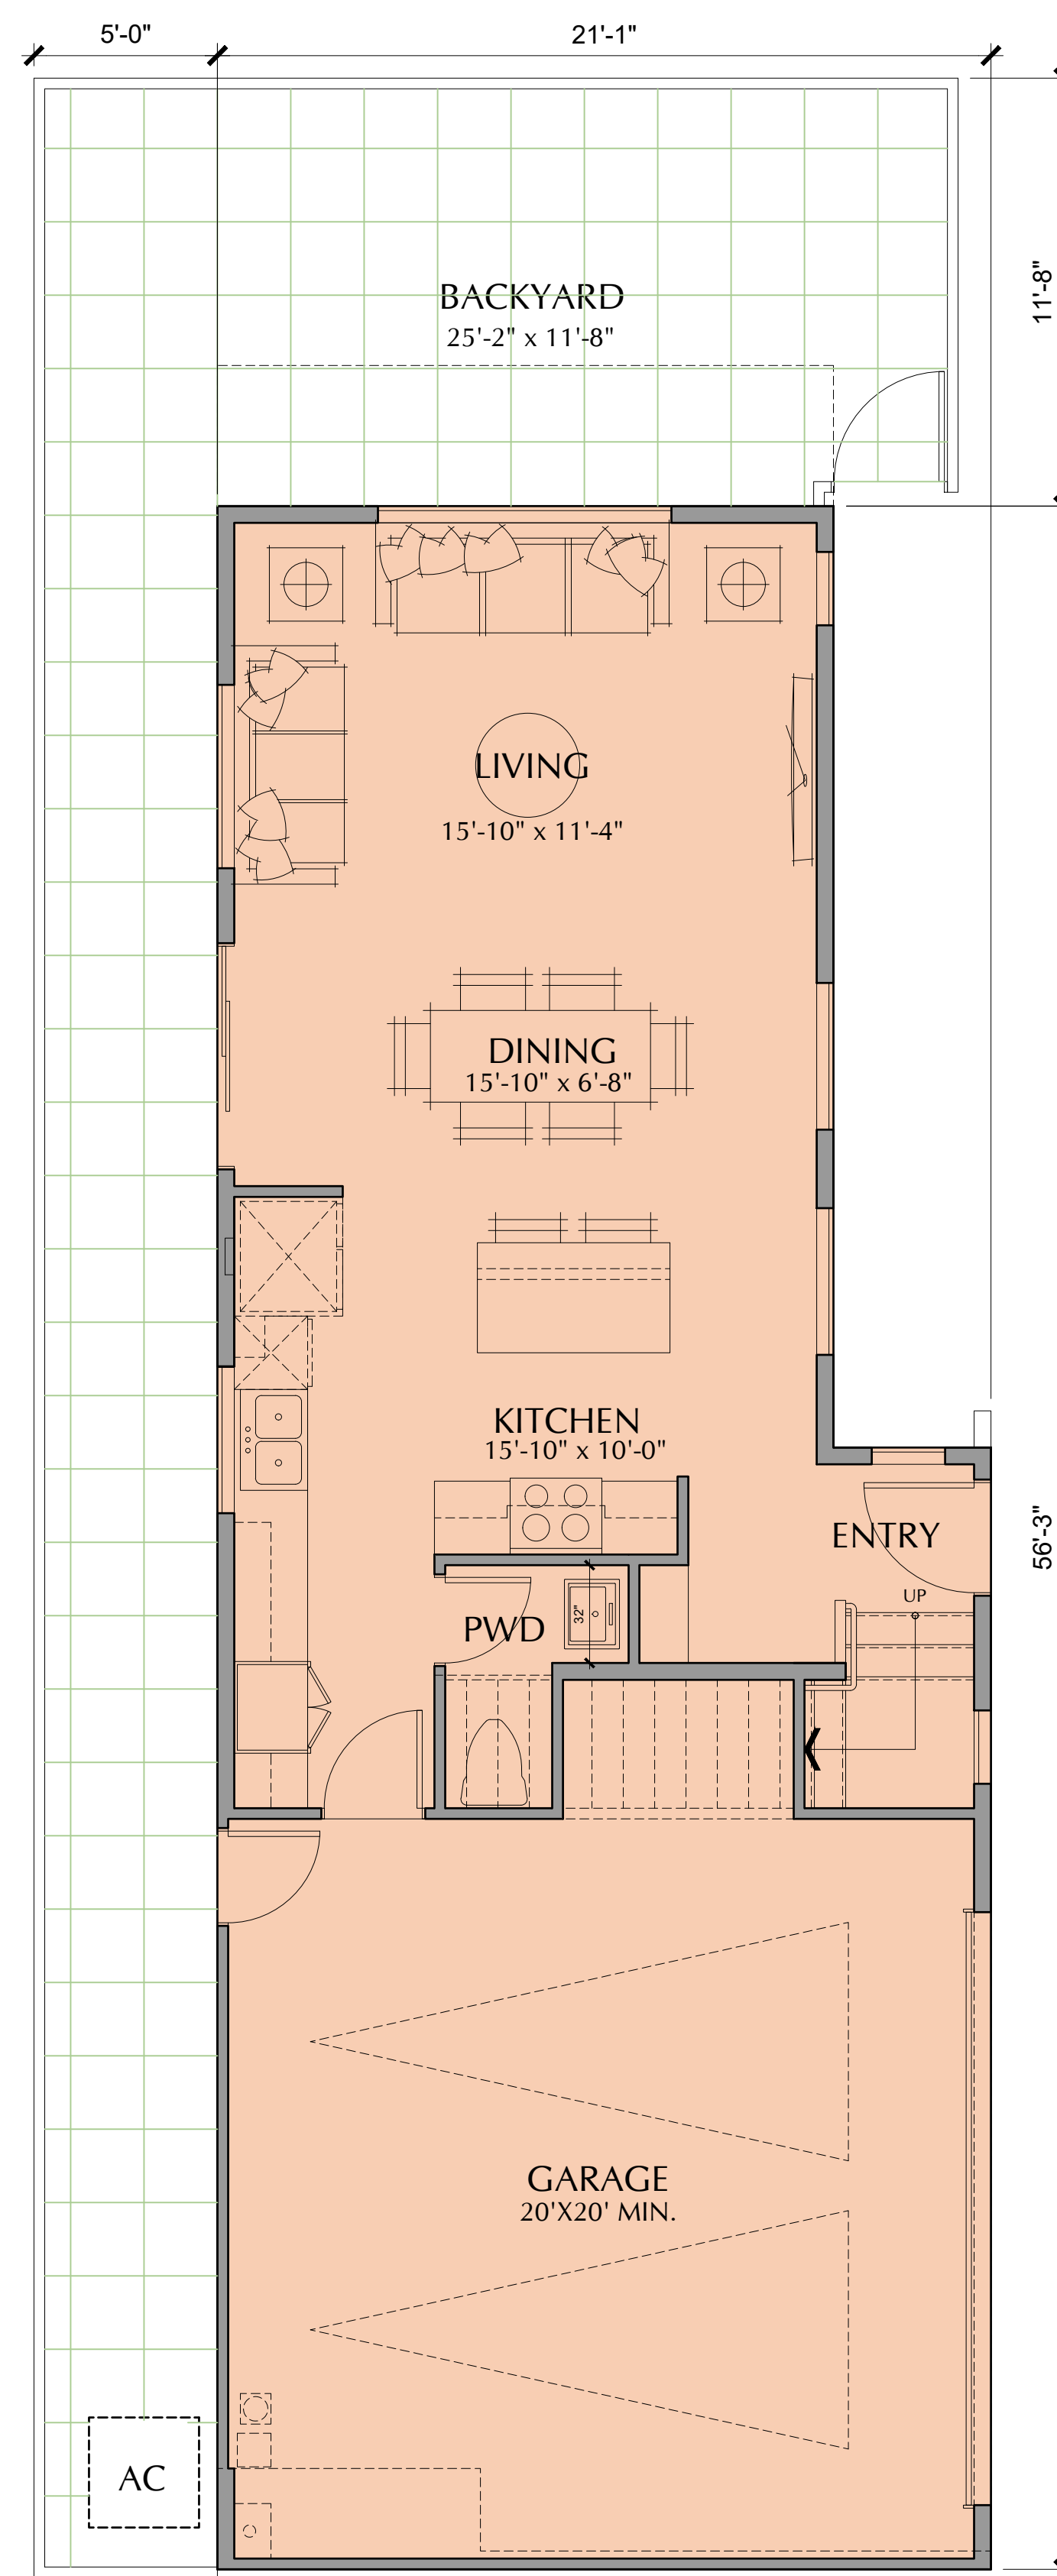 5'-0"
21'-1"
11'-8"
BACKYARD
25'-2" x 11'-8"
LIVING
15'-10" x 11'-4"
DINING
15'-10" x 6'-8"
KITCHEN
15'-10" x 10'-0"
ENTRY
56'-3"
UP
PWD
32"
GARAGE
20'X20' MIN.
AC